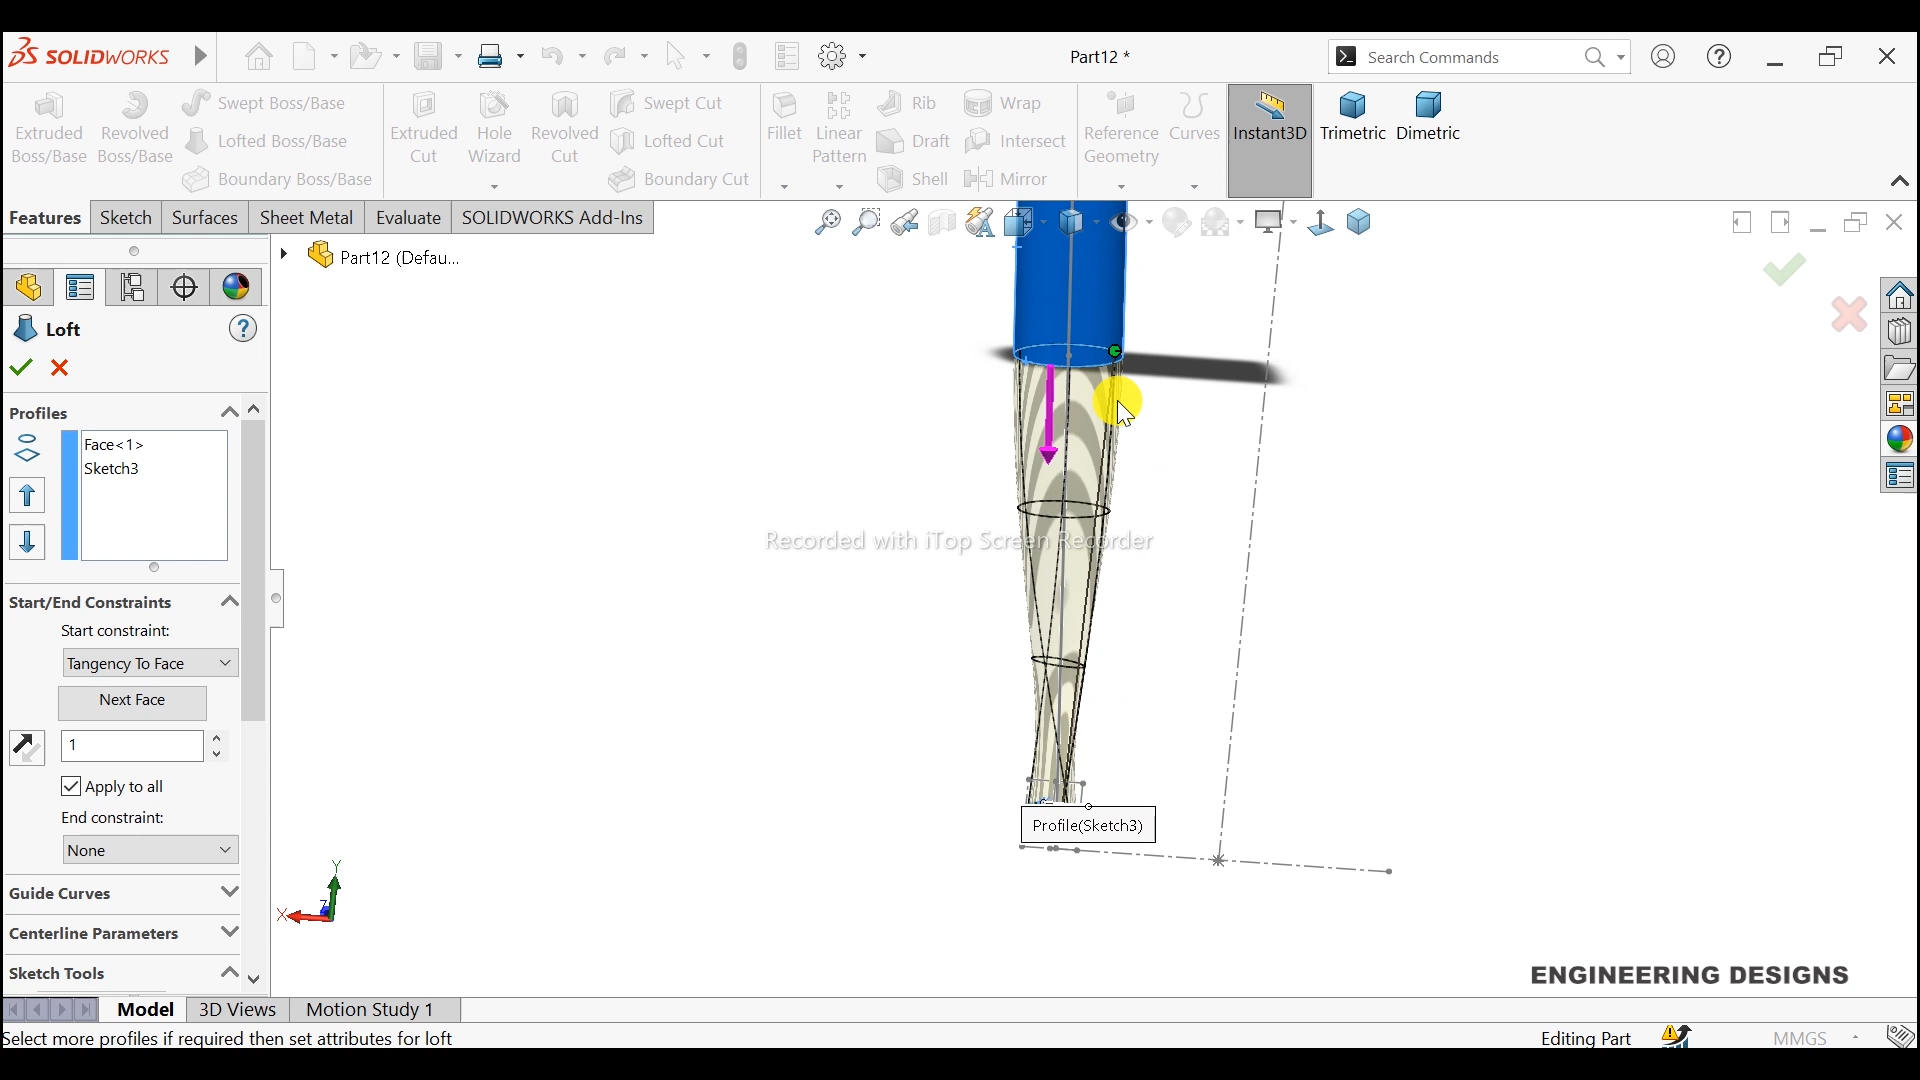 SOLIDWORKS
Part12 *
Search Commands
Extruded Boss/Base
Revolved Boss/Base
Swept Boss/Base
Lofted Boss/Base
Boundary Boss/Base
Extruded Cut
Hole Wizard
Revolved Cut
Swept Cut
Lofted Cut
Boundary Cut
Fillet
Linear Pattern
Rib
Draft
Shell
Wrap
Intersect
Mirror
Reference Geometry
Curves
Instant3D
Trimetric
Dimetric
Features
Sketch
Surfaces
Sheet Metal
Evaluate
SOLIDWORKS Add-Ins
Part12 (Defau...
Loft
Profiles
Face<1>
Sketch3
Start/End Constraints
Start constraint:
Tangency To Face
Next Face
1
Apply to all
End constraint:
None
Guide Curves
Centerline Parameters
Sketch Tools
Recorded with iTop Screen Recorder
Profile(Sketch3)
Y
X
Z
ENGINEERING DESIGNS
Model
3D Views
Motion Study 1
Select more profiles if required then set attributes for loft
Editing Part
MMGS